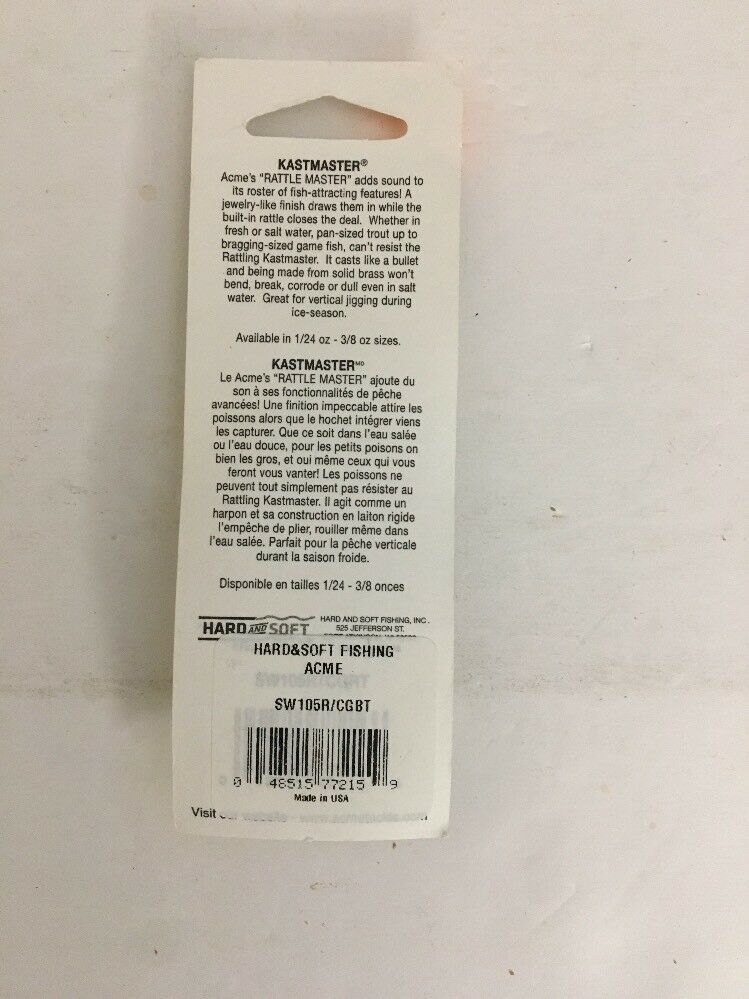 KASTMASTER®
Acme's "RATTLE MASTER" adds sound to
its roster of fish-attracting features! A
jewelry-like finish draws them in while the
built-in rattle closes the deal. Whether in
fresh or salt water, pan-sized trout up to
bragging-sized game fish, can't resist the
Rattling Kastmaster. It casts like a bullet
and being made from solid brass won't
bend, break, corrode or dull even in salt
water. Great for vertical jigging during
ice-season.
Available in 1/24 oz - 3/8 oz sizes.
KASTMASTER MD
Le Acme's "RATTLE MASTER" ajoute du
son à ses fonctionnalités de pêche
avancées! Une finition impeccable attire les
poissons alors que le hochet intégrer viens
les capturer. Que ce soit dans l'eau salée
ou l'eau douce, pour les petits poisons on
bien les gros, et oui même ceux qui vous
feront vous vanter! Les poissons ne
peuvent tout simplement pas résister au
Rattling Kastmaster. Il agit comme un
harpon et sa construction en laiton rigide
l'empêche de plier, rouiller même dans
l'eau salée. Parfait pour la pêche verticale
durant la saison froide.
Disponible en tailles 1/24 - 3/8 onces
HARD AND SOFT
HARD AND SOFT FISHING, INC.
525 JEFFERSON ST.
HARD&SOFT FISHING
ACME
SW105R/CGBT
0 48515 77215 9
Made in USA
Visit